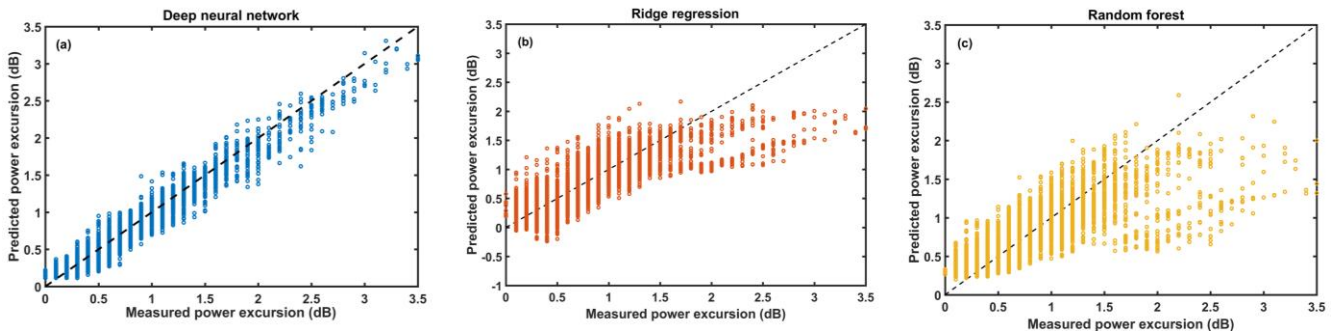 Deep neural network
(a)
3.5
3
2.5
2
1.5
1
0.5
0
Predicted power excursion (dB)
0 0.5 1 1.5 2 2.5 3 3.5
Measured power excursion (dB)
Ridge regression
(b)
3.5
3
2.5
2
1.5
1
0.5
0
-0.5
-1
Predicted power excursion (dB)
0 0.5 1 1.5 2 2.5 3 3.5
Measured power excursion (dB)
Random forest
(c)
3.5
3
2.5
2
1.5
1
0.5
0
Predicted power excursion (dB)
0 0.5 1 1.5 2 2.5 3 3.5
Measured power excursion (dB)